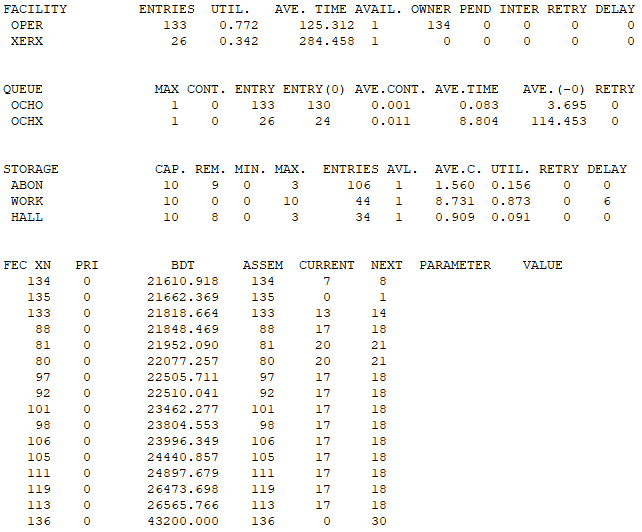 FACILITY ENTRIES UTIL. AVE. TIME AVAIL. OWNER PEND INTER RETRY DELAY
OPER 133 0.772 125.312 1 134 0 0 0 0
XERX 26 0.342 284.458 1 0 0 0 0 0
QUEUE MAX CONT. ENTRY ENTRY(0) AVE.CONT. AVE.TIME AVE.(-0) RETRY
OCHO 1 0 133 130 0.001 0.083 3.695 0
OCHX 1 0 26 24 0.011 8.804 114.453 0
STORAGE CAP. REM. MIN. MAX. ENTRIES AVL. AVE.C. UTIL. RETRY DELAY
ABON 10 9 0 3 106 1 1.560 0.156 0 0
WORK 10 0 0 10 44 1 8.731 0.873 0 6
HALL 10 8 0 3 34 1 0.909 0.091 0 0
FEC XN PRI BDT ASSEM CURRENT NEXT PARAMETER VALUE
134 0 21610.918 134 7 8
135 0 21662.369 135 0 1
133 0 21818.664 133 13 14
88 0 21848.469 88 17 18
81 0 21952.090 81 20 21
80 0 22077.257 80 20 21
97 0 22505.711 97 17 18
92 0 22510.041 92 17 18
101 0 23462.277 101 17 18
98 0 23804.553 98 17 18
106 0 23996.349 106 17 18
105 0 24440.857 105 17 18
111 0 24897.679 111 17 18
119 0 26473.698 119 17 18
113 0 26565.766 113 17 18
136 0 43200.000 136 0 30